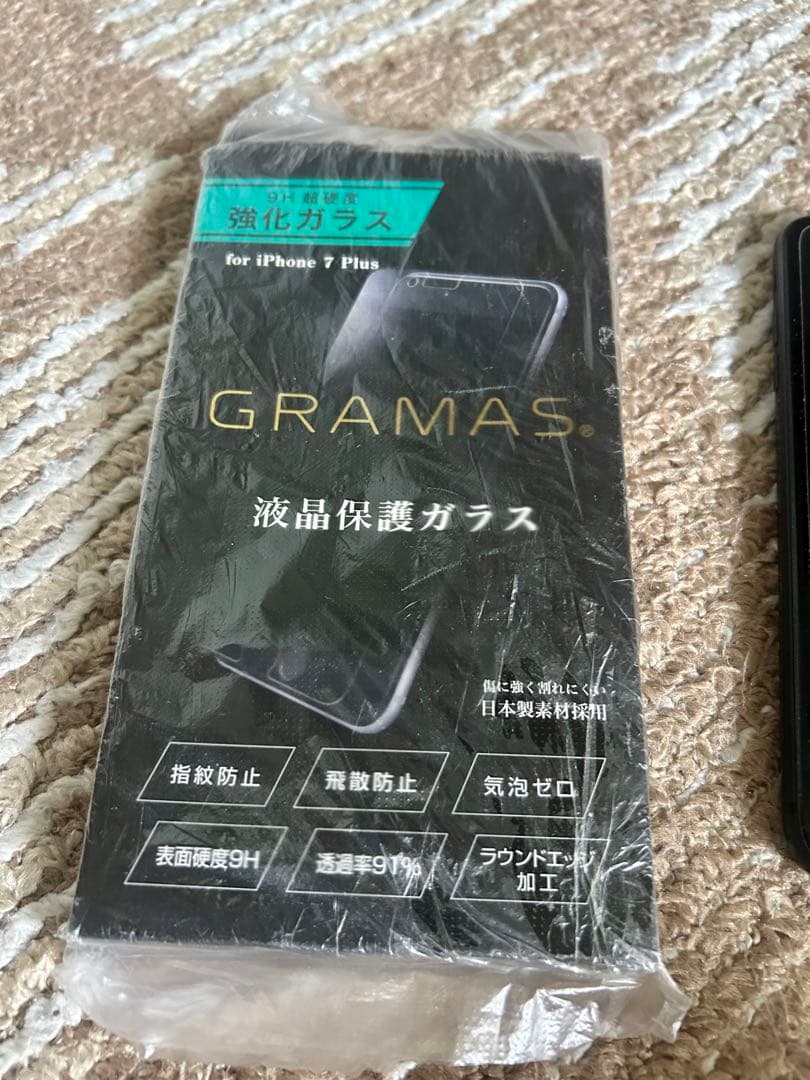 9H 超硬度
強化ガラス
for iPhone 7 Plus
GRAMAS®
液晶保護ガラス
傷に強く割れにくい
日本製素材採用
指紋防止
飛散防止
気泡ゼロ
表面硬度9H
透過率91%
ラウンドエッジ
加工